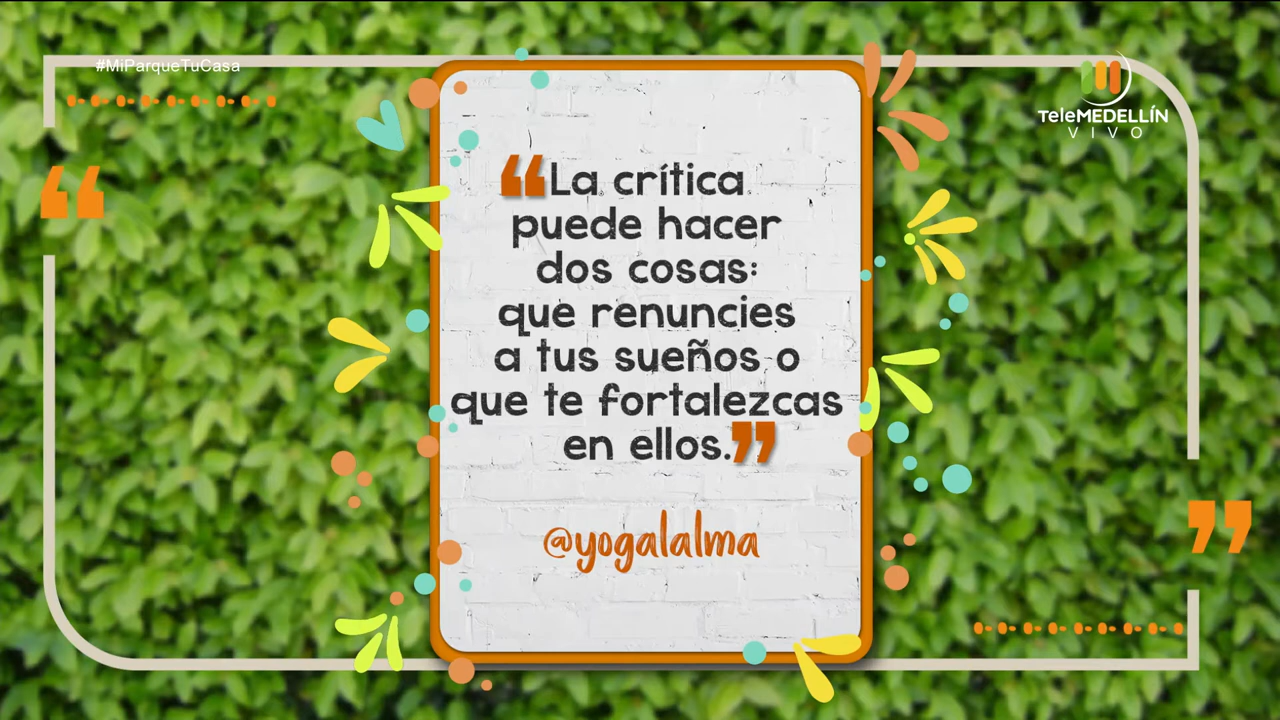 #MiParqueTuCasa
TeleMEDELLÍN
VIVO
“La crítica
puede hacer
dos cosas:
que renuncies
a tus sueños o
que te fortalezcas
en ellos.”
@yogalalma